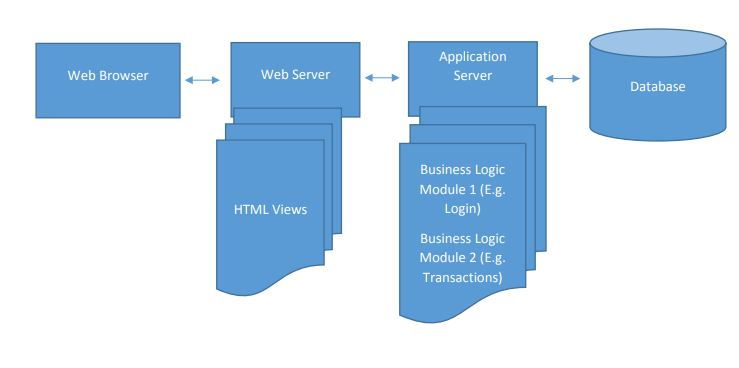 Web Browser
Web Server
Application
Server
Database
HTML Views
Business Logic
Module 1 (E.g.
Login)
Business Logic
Module 2 (E.g.
Transactions)